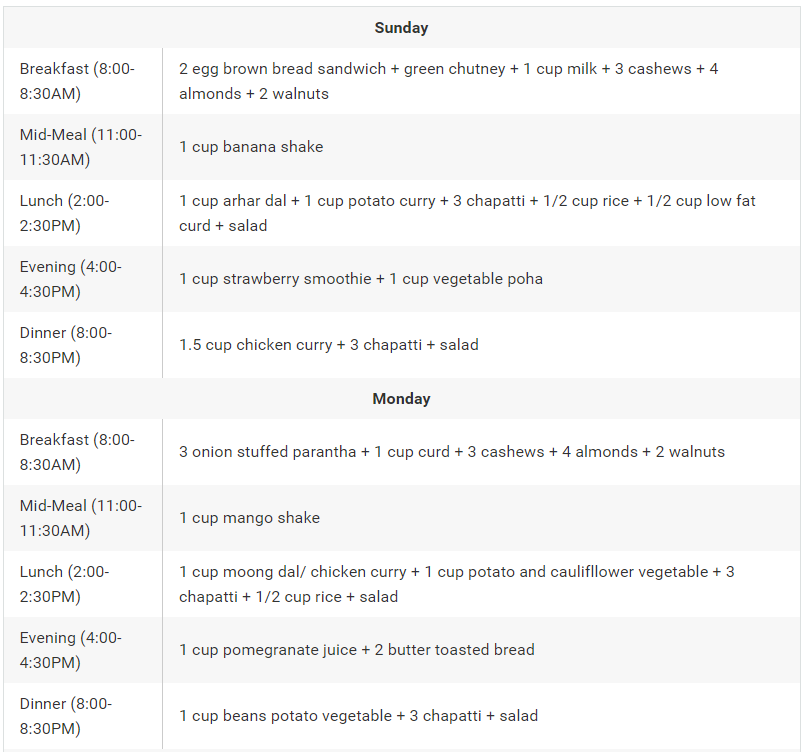 Sunday
Breakfast (8:00-
8:30AM)
2 egg brown bread sandwich + green chutney + 1 cup milk + 3 cashews + 4
almonds + 2 walnuts
Mid-Meal (11:00-
11:30AM)
1 cup banana shake
Lunch (2:00-
2:30PM)
1 cup arhar dal + 1 cup potato curry + 3 chapatti + 1/2 cup rice + 1/2 cup low fat
curd + salad
Evening (4:00-
4:30PM)
1 cup strawberry smoothie + 1 cup vegetable poha
Dinner (8:00-
8:30PM)
1.5 cup chicken curry + 3 chapatti + salad
Monday
Breakfast (8:00-
8:30AM)
3 onion stuffed parantha + 1 cup curd + 3 cashews + 4 almonds + 2 walnuts
Mid-Meal (11:00-
11:30AM)
1 cup mango shake
Lunch (2:00-
2:30PM)
1 cup moong dal/ chicken curry + 1 cup potato and caulifllower vegetable + 3
chapatti + 1/2 cup rice + salad
Evening (4:00-
4:30PM)
1 cup pomegranate juice + 2 butter toasted bread
Dinner (8:00-
8:30PM)
1 cup beans potato vegetable + 3 chapatti + salad